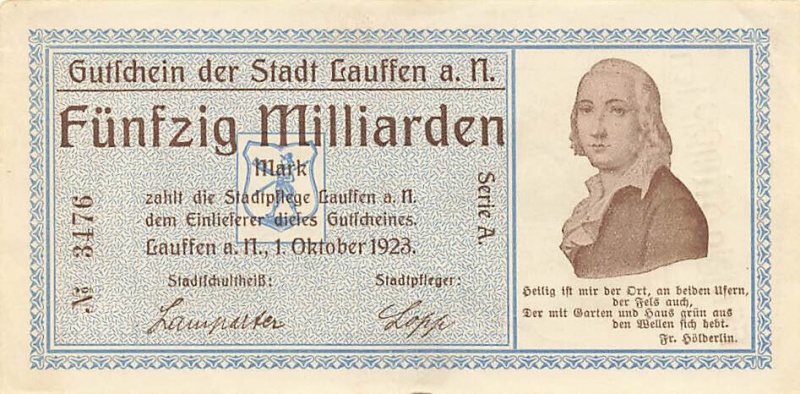 Gutſchein der Stadt Lauffen a. N.
Fünfzig Milliarden
Mark
zahlt die Stadtpflege Lauffen a. N.
dem Einlieferer dieſes Gutſcheines.
Lauffen a. N., 1. Oktober 1923.
Stadtſchultheiß:
Stadtpfleger:
Lamparter
Lopp
№ 3476
Serie A.
Heilig iſt mir der Ort, an beiden Ufern,
der Fels auch,
Der mit Garten und Haus grün aus
den Wellen ſich hebt.
Fr. Hölderlin.